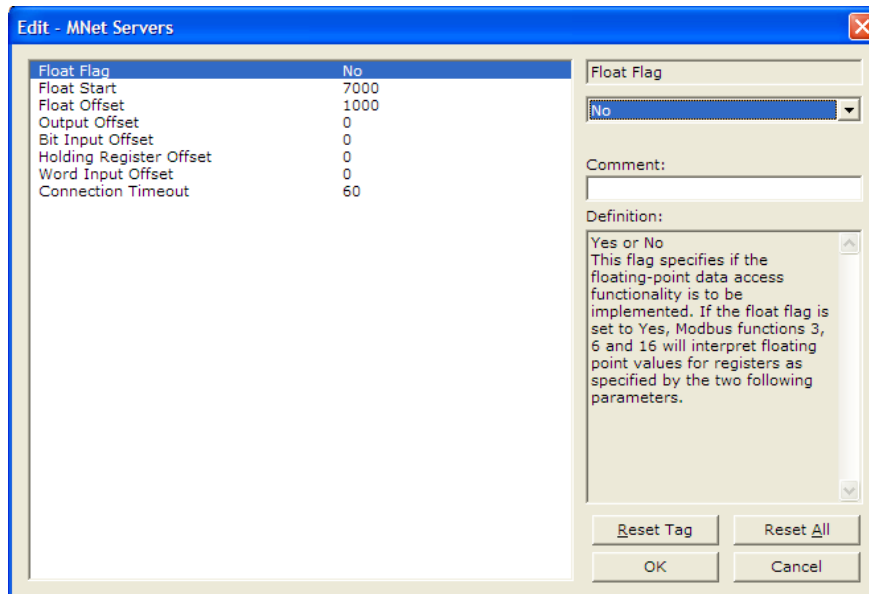 Edit - MNet Servers
Float Flag No
Float Start 7000
Float Offset 1000
Output Offset 0
Bit Input Offset 0
Holding Register Offset 0
Word Input Offset 0
Connection Timeout 60
Float Flag
No
Comment:
Definition:
Yes or No
This flag specifies if the
floating-point data access
functionality is to be
implemented. If the float flag is
set to Yes, Modbus functions 3,
6 and 16 will interpret floating
point values for registers as
specified by the two following
parameters.
Reset Tag Reset All
OK Cancel